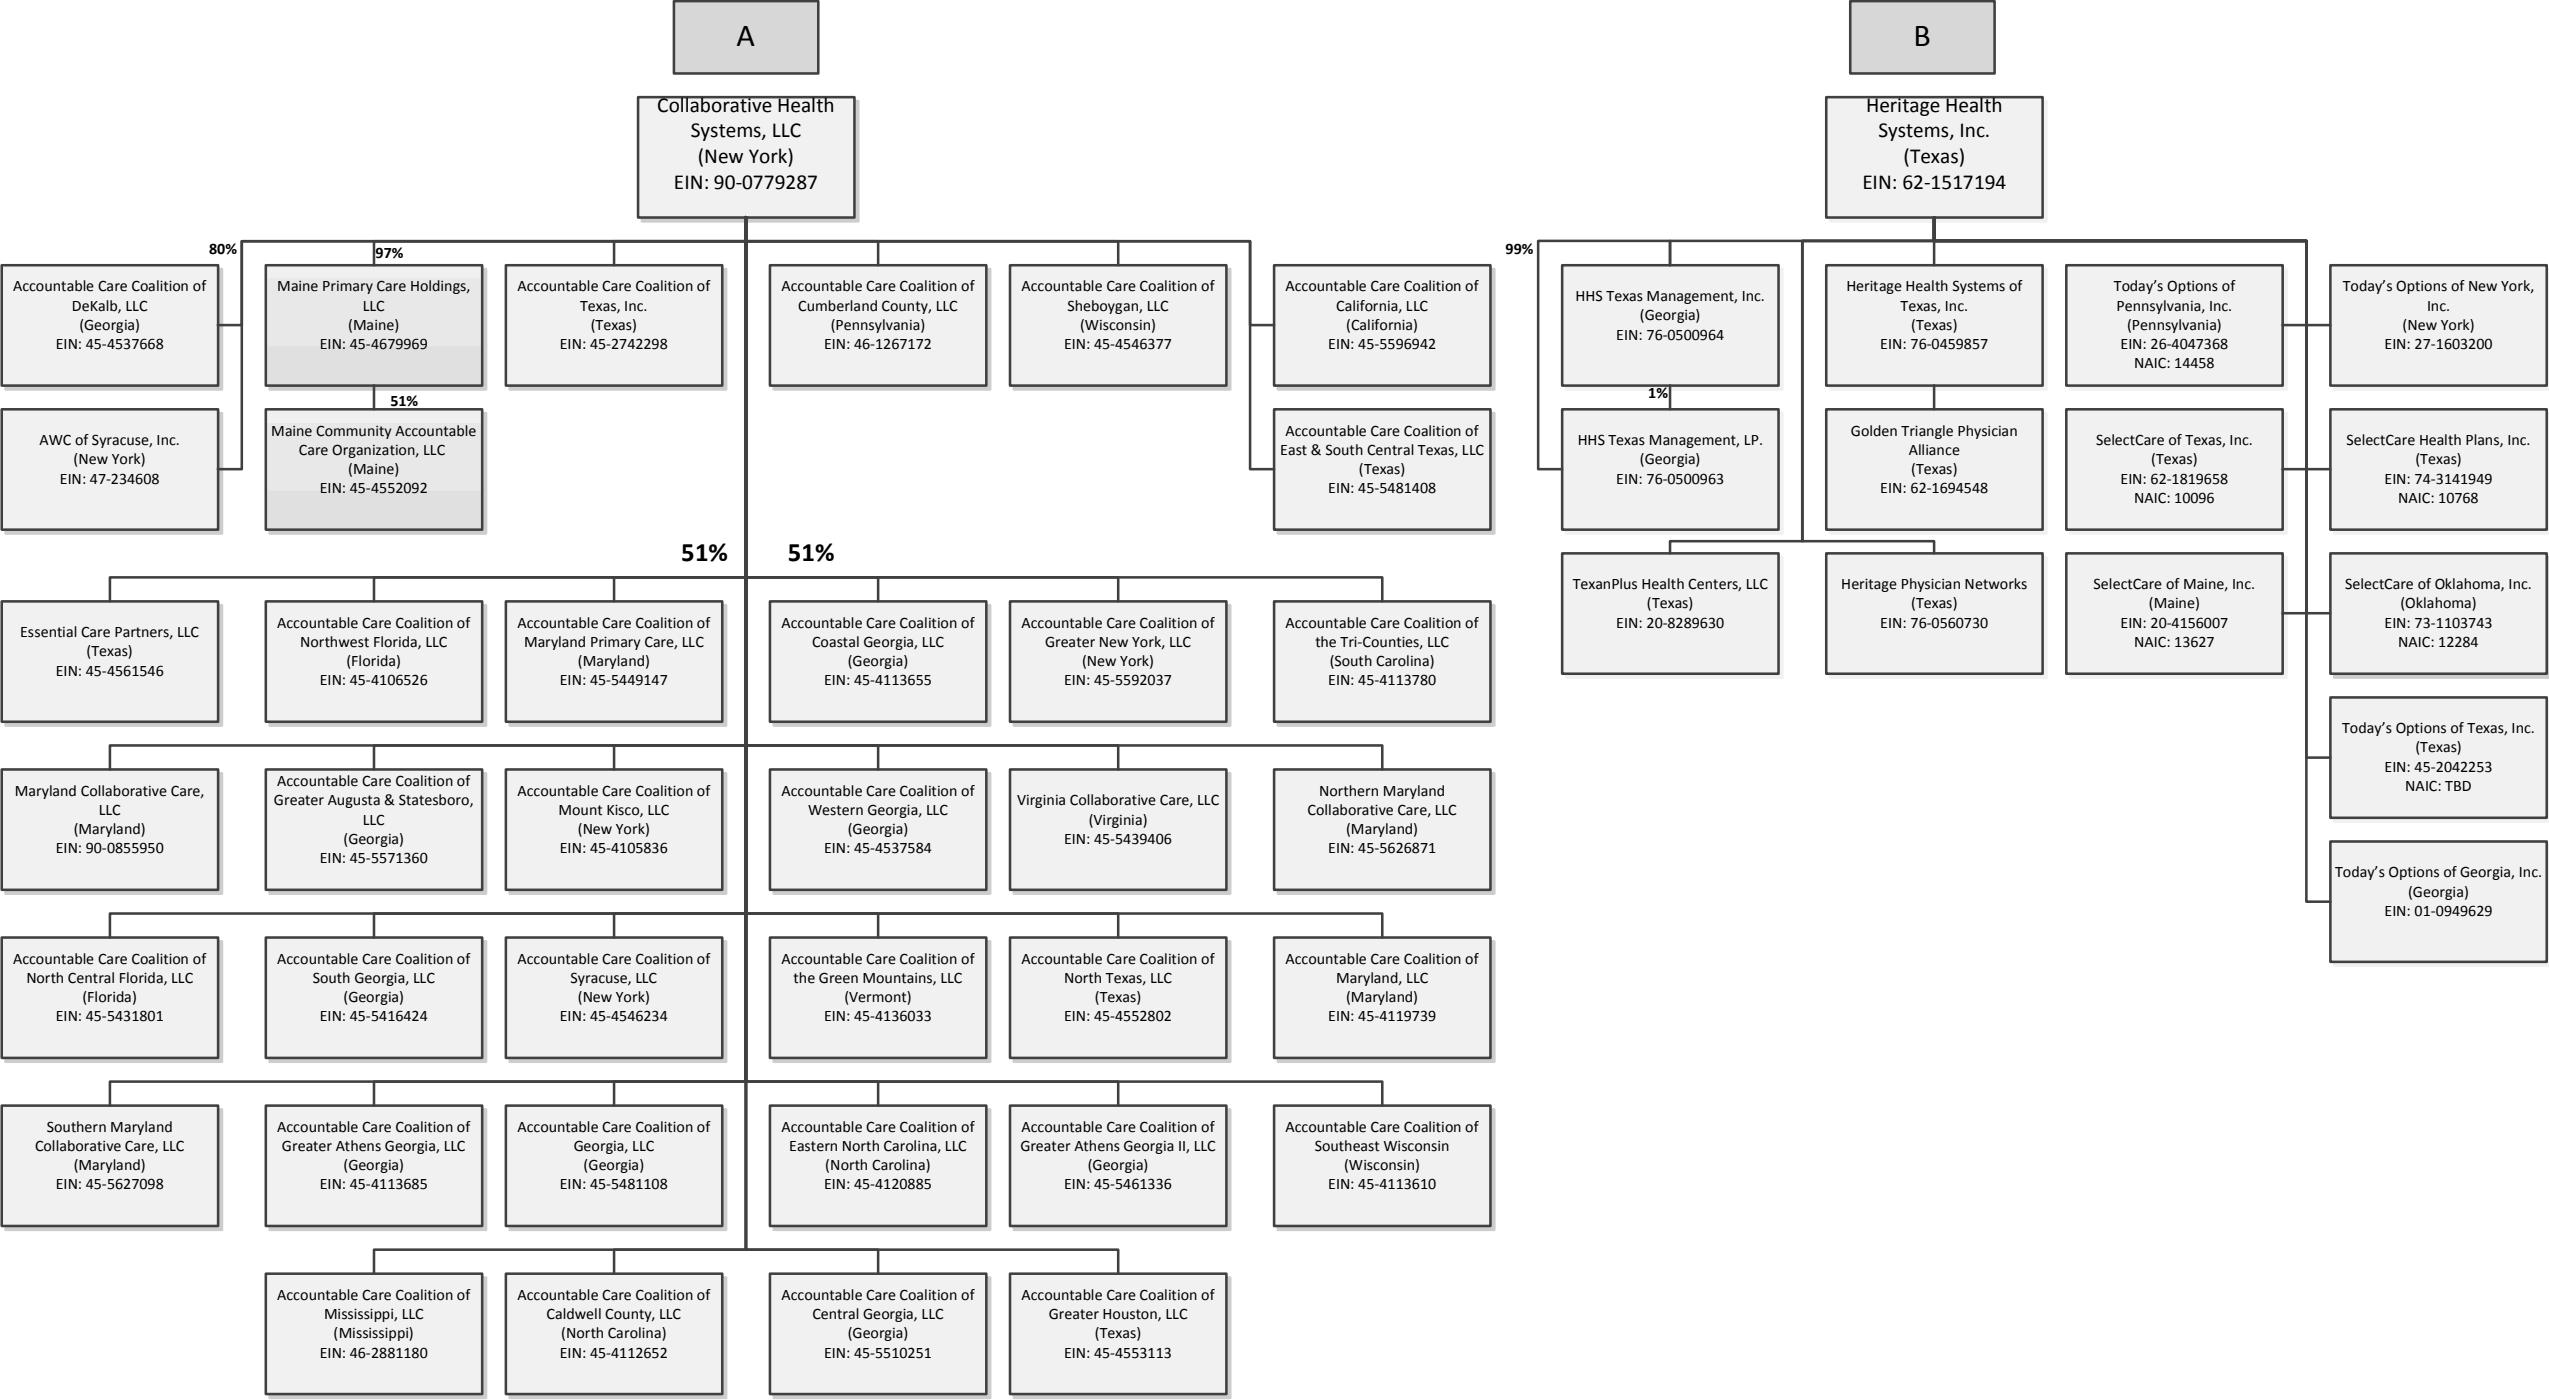 A
Collaborative Health
Systems, LLC
(New York)
EIN: 90-0779287
80%
97%
Accountable Care Coalition of
DeKalb, LLC
(Georgia)
EIN: 45-4537668
Maine Primary Care Holdings,
LLC
(Maine)
EIN: 45-4679969
Accountable Care Coalition of
Texas, Inc.
(Texas)
EIN: 45-2742298
Accountable Care Coalition of
Cumberland County, LLC
(Pennsylvania)
EIN: 46-1267172
Accountable Care Coalition of
Sheboygan, LLC
(Wisconsin)
EIN: 45-4546377
Accountable Care Coalition of
California, LLC
(California)
EIN: 45-5596942
51%
AWC of Syracuse, Inc.
(New York)
EIN: 47-234608
Maine Community Accountable
Care Organization, LLC
(Maine)
EIN: 45-4552092
Accountable Care Coalition of
East & South Central Texas, LLC
(Texas)
EIN: 45-5481408
51%
51%
Essential Care Partners, LLC
(Texas)
EIN: 45-4561546
Accountable Care Coalition of
Northwest Florida, LLC
(Florida)
EIN: 45-4106526
Accountable Care Coalition of
Maryland Primary Care, LLC
(Maryland)
EIN: 45-5449147
Accountable Care Coalition of
Coastal Georgia, LLC
(Georgia)
EIN: 45-4113655
Accountable Care Coalition of
Greater New York, LLC
(New York)
EIN: 45-5592037
Accountable Care Coalition of
the Tri-Counties, LLC
(South Carolina)
EIN: 45-4113780
Maryland Collaborative Care,
LLC
(Maryland)
EIN: 90-0855950
Accountable Care Coalition of
Greater Augusta & Statesboro,
LLC
(Georgia)
EIN: 45-5571360
Accountable Care Coalition of
Mount Kisco, LLC
(New York)
EIN: 45-4105836
Accountable Care Coalition of
Western Georgia, LLC
(Georgia)
EIN: 45-4537584
Virginia Collaborative Care, LLC
(Virginia)
EIN: 45-5439406
Northern Maryland
Collaborative Care, LLC
(Maryland)
EIN: 45-5626871
Accountable Care Coalition of
North Central Florida, LLC
(Florida)
EIN: 45-5431801
Accountable Care Coalition of
South Georgia, LLC
(Georgia)
EIN: 45-5416424
Accountable Care Coalition of
Syracuse, LLC
(New York)
EIN: 45-4546234
Accountable Care Coalition of
the Green Mountains, LLC
(Vermont)
EIN: 45-4136033
Accountable Care Coalition of
North Texas, LLC
(Texas)
EIN: 45-4552802
Accountable Care Coalition of
Maryland, LLC
(Maryland)
EIN: 45-4119739
Southern Maryland
Collaborative Care, LLC
(Maryland)
EIN: 45-5627098
Accountable Care Coalition of
Greater Athens Georgia, LLC
(Georgia)
EIN: 45-4113685
Accountable Care Coalition of
Georgia, LLC
(Georgia)
EIN: 45-5481108
Accountable Care Coalition of
Eastern North Carolina, LLC
(North Carolina)
EIN: 45-4120885
Accountable Care Coalition of
Greater Athens Georgia II, LLC
(Georgia)
EIN: 45-5461336
Accountable Care Coalition of
Southeast Wisconsin
(Wisconsin)
EIN: 45-4113610
Accountable Care Coalition of
Mississippi, LLC
(Mississippi)
EIN: 46-2881180
Accountable Care Coalition of
Caldwell County, LLC
(North Carolina)
EIN: 45-4112652
Accountable Care Coalition of
Central Georgia, LLC
(Georgia)
EIN: 45-5510251
Accountable Care Coalition of
Greater Houston, LLC
(Texas)
EIN: 45-4553113
B
Heritage Health
Systems, Inc.
(Texas)
EIN: 62-1517194
99%
HHS Texas Management, Inc.
(Georgia)
EIN: 76-0500964
Heritage Health Systems of
Texas, Inc.
(Texas)
EIN: 76-0459857
Today's Options of
Pennsylvania, Inc.
(Pennsylvania)
EIN: 26-4047368
NAIC: 14458
Today's Options of New York,
Inc.
(New York)
EIN: 27-1603200
1%
HHS Texas Management, LP.
(Georgia)
EIN: 76-0500963
Golden Triangle Physician
Alliance
(Texas)
EIN: 62-1694548
SelectCare of Texas, Inc.
(Texas)
EIN: 62-1819658
NAIC: 10096
SelectCare Health Plans, Inc.
(Texas)
EIN: 74-3141949
NAIC: 10768
TexanPlus Health Centers, LLC
(Texas)
EIN: 20-8289630
Heritage Physician Networks
(Texas)
EIN: 76-0560730
SelectCare of Maine, Inc.
(Maine)
EIN: 20-4156007
NAIC: 13627
SelectCare of Oklahoma, Inc.
(Oklahoma)
EIN: 73-1103743
NAIC: 12284
Today's Options of Texas, Inc.
(Texas)
EIN: 45-2042253
NAIC: TBD
Today's Options of Georgia, Inc.
(Georgia)
EIN: 01-0949629